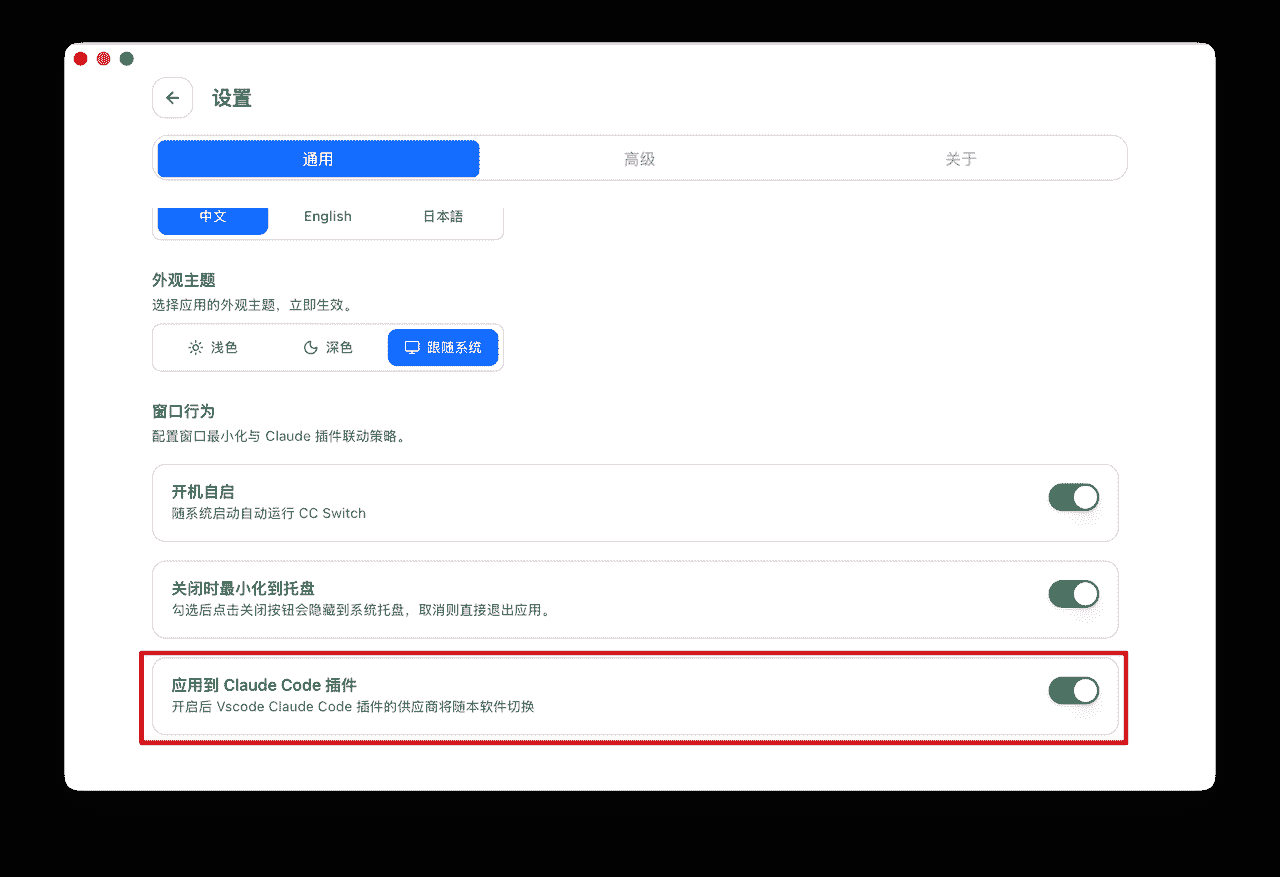 设置
通用
高级
关于
中文
English
日本語
外观主题
选择应用的外观主题，立即生效。
浅色
深色
跟随系统
窗口行为
配置窗口最小化与 Claude 插件联动策略。
开机自启
随系统启动自动运行 CC Switch
关闭时最小化到托盘
勾选后点击关闭按钮会隐藏到系统托盘，取消则直接退出应用。
应用到 Claude Code 插件
开启后 Vscode Claude Code 插件的供应商将随本软件切换